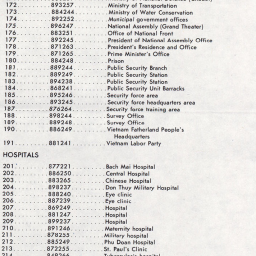 172. 893257 Ministry of Transportation
173. 884244 Ministry of Water Conservation
174. 892252 Municipal government offices
175. 896247 National Assembly (Grand Theater)
176. 883251 Office of National Front
177. 892245 President of National Assembly Office
178. 871263 President's Residence and Office
179. 871261 Prime Minister's Office
180. 884248 Prison
181. 889244 Public Security Branch
182. 889249 Public Security Station
183. 894238 Public Security Station
184. 868241 Public Security Unit Barracks
185. 895246 Security force area
186. 893245 Security force headquarters area
187. 876264 Security force training area
188. 898244 Survey Office
189. 889248 Survey Office
190. 886249 Vietnam Fatherland People's
Headquarters
191. 881241 Vietnam Labor Party
HOSPITALS
201. 877221 Bach Mai Hospital
202. 886250 Central Hospital
203. 883265 Chinese Hospital
204. 898237 Don Thuy Military Hospital
205. 888240 Eye clinic
206. 887239 Eye clinic
207. 869249 Hospital
208. 881247 Hospital
209. 899237 Hospital
210. 891246 Maternity hospital
211. 878255 Military hospital
212. 885249 Phu Doan Hospital
213. 872255 St. Paul's Clinic